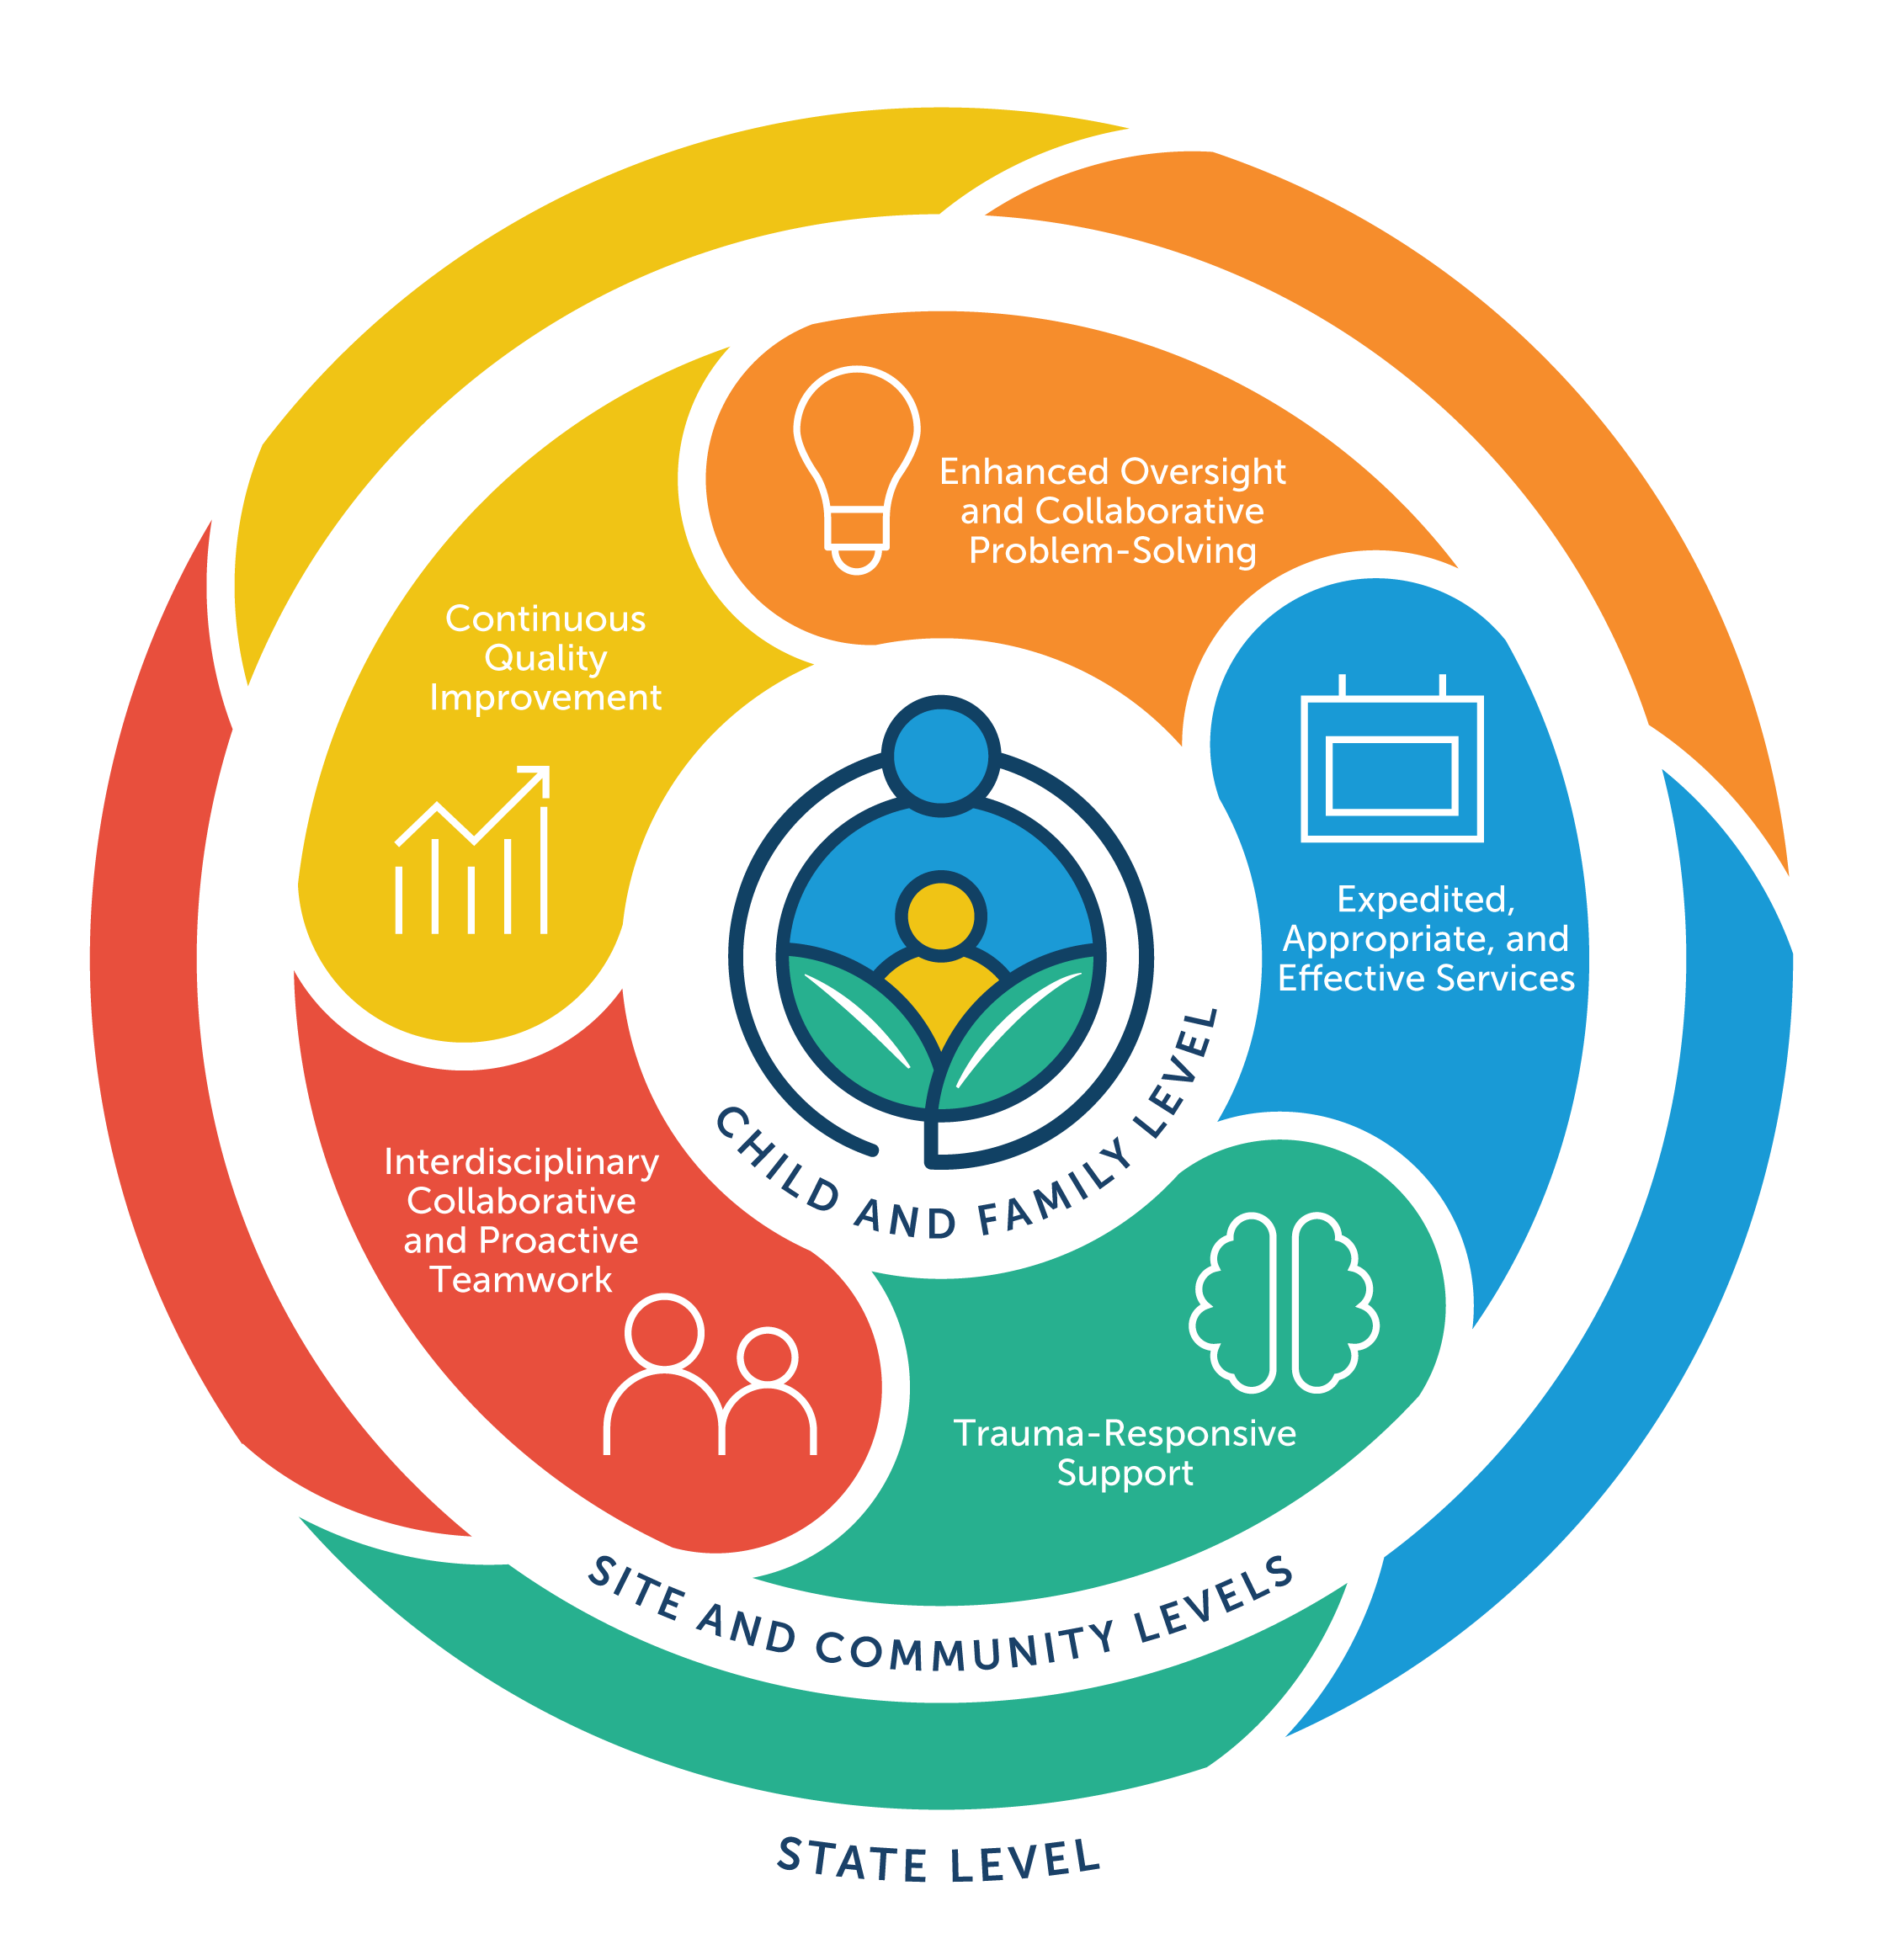 Enhanced Oversight
and Collaborative
Problem-Solving
Continuous
Quality
Improvement
Expedited,
Appropriate, and
Effective Services
Interdisciplinary
Collaborative
and Proactive
Teamwork
Trauma-Responsive
Support
CHILD AND FAMILY LEVEL
SITE AND COMMUNITY LEVELS
STATE LEVEL